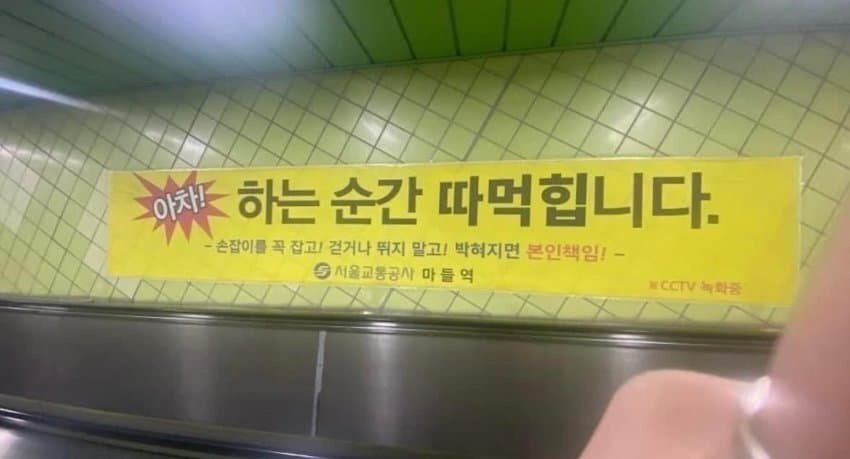 아차! 하는 순간 따먹힙니다.
- 손잡이를 꼭 잡고! 걷거나 뛰지 말고! 박혀지면 본인책임! -
서울교통공사 마들역
※CCTV 녹화중